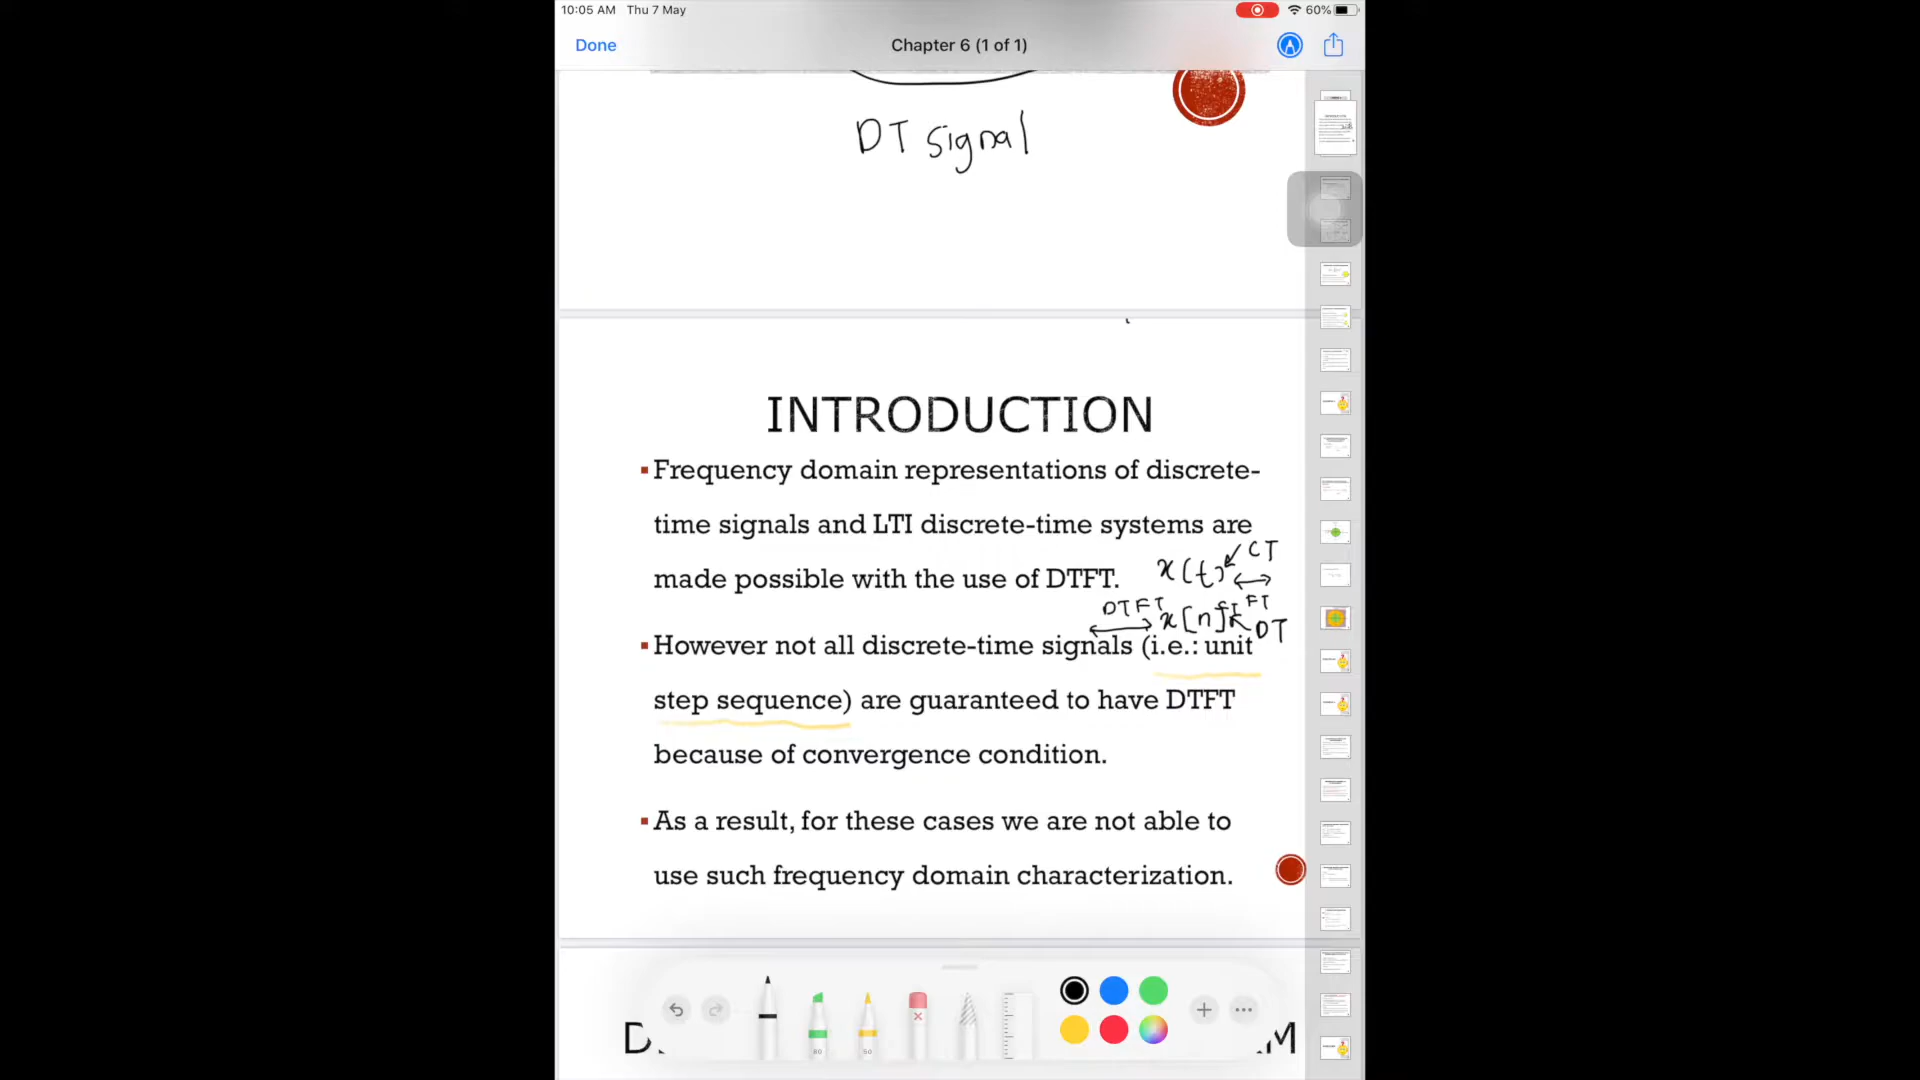 10:05 AM Thu 7 May
60%
Done
Chapter 6 (1 of 1)
DT signal
INTRODUCTION
▪Frequency domain representations of discrete-
time signals and LTI discrete-time systems are
made possible with the use of DTFT.
x(t) CT
FT
DTFT x[n] DT
▪However not all discrete-time signals (i.e.: unit
step sequence) are guaranteed to have DTFT
because of convergence condition.
▪As a result, for these cases we are not able to
use such frequency domain characterization.
80
50
D
M